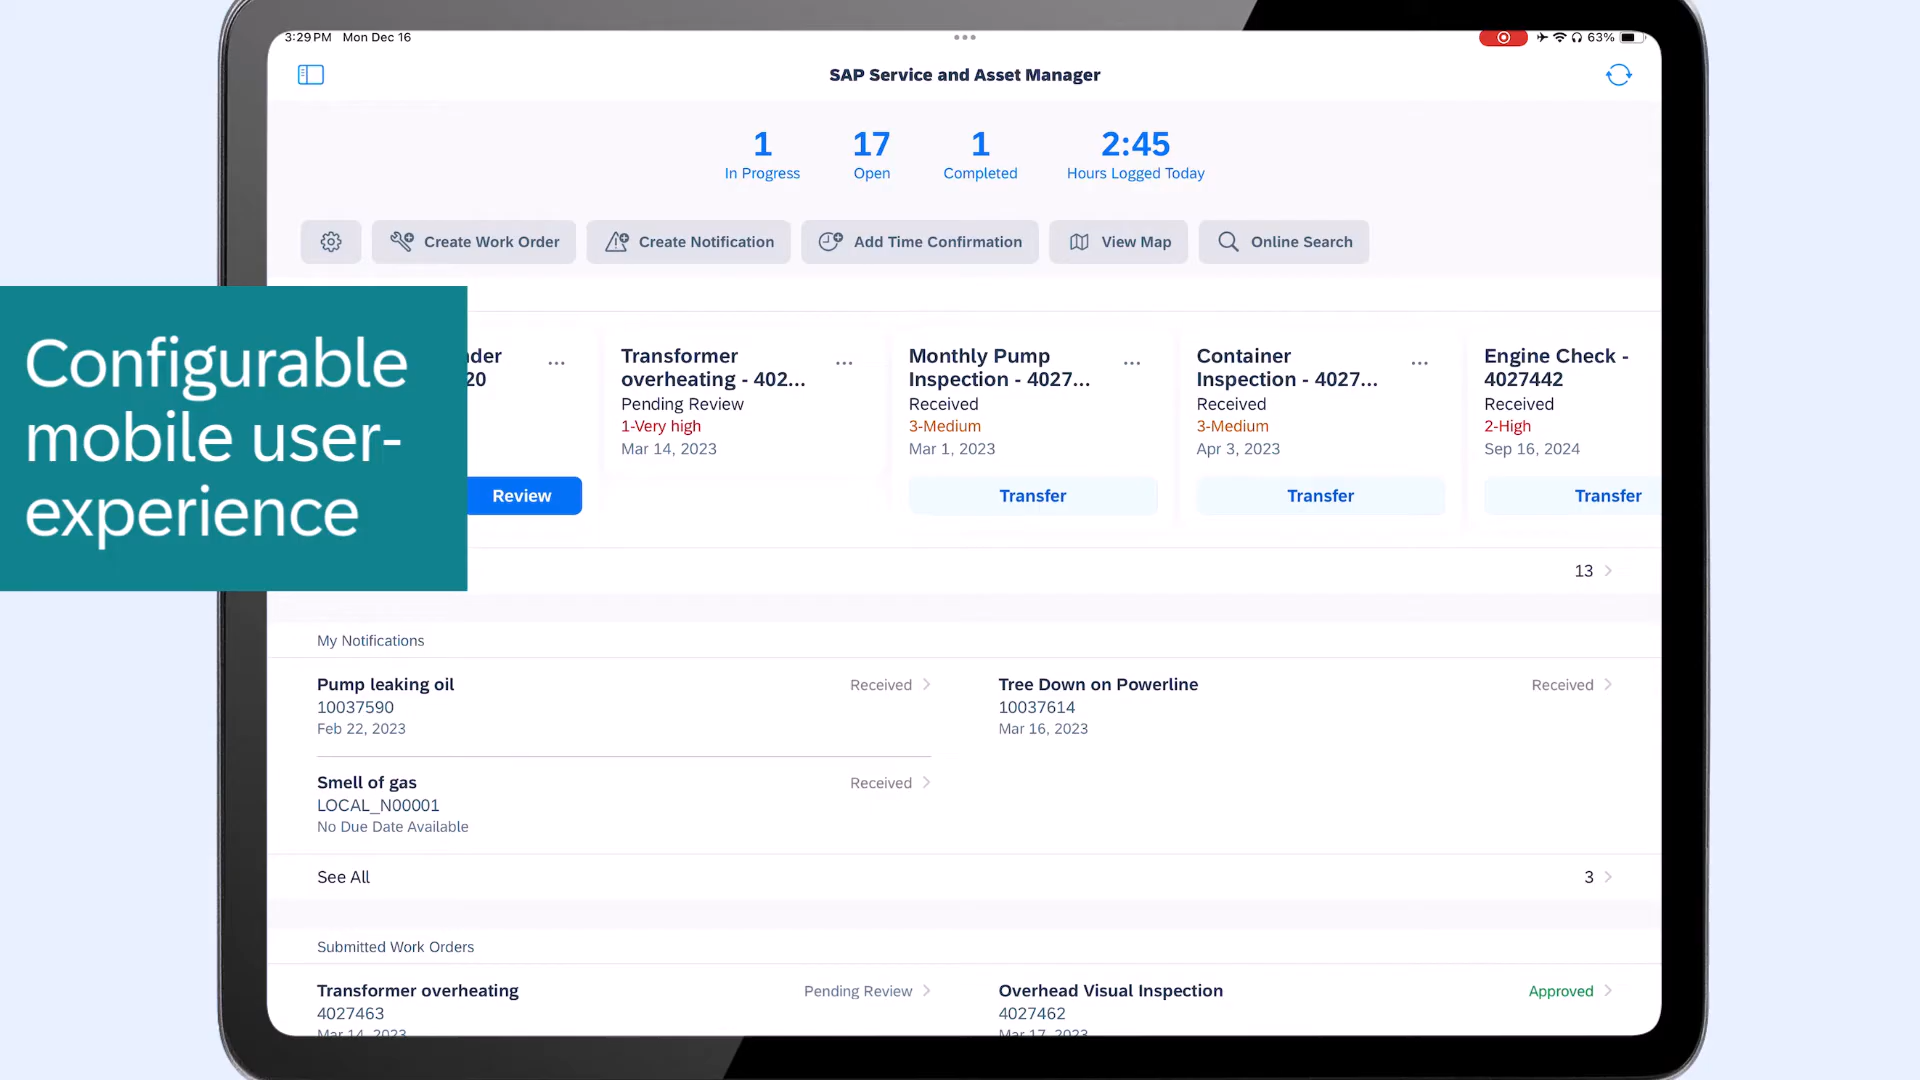 3:29 PM Mon Dec 16
63%
SAP Service and Asset Manager
1 17 1 2:45
In Progress Open Completed Hours Logged Today
Create Work Order Create Notification Add Time Confirmation View Map Online Search
Configurable
mobile user-
experience
20
Review
Transformer
overheating - 402...
Pending Review
1-Very high
Mar 14, 2023
Monthly Pump
Inspection - 4027...
Received
3-Medium
Mar 1, 2023
Transfer
Container
Inspection - 4027...
Received
3-Medium
Apr 3, 2023
Transfer
Engine Check -
4027442
Received
2-High
Sep 16, 2024
Transfer
13
My Notifications
Pump leaking oil Received
10037590
Feb 22, 2023
Tree Down on Powerline Received
10037614
Mar 16, 2023
Smell of gas Received
LOCAL_N00001
No Due Date Available
See All 3
Submitted Work Orders
Transformer overheating Pending Review
4027463
Mar 14, 2023
Overhead Visual Inspection Approved
4027462
Mar 17, 2023